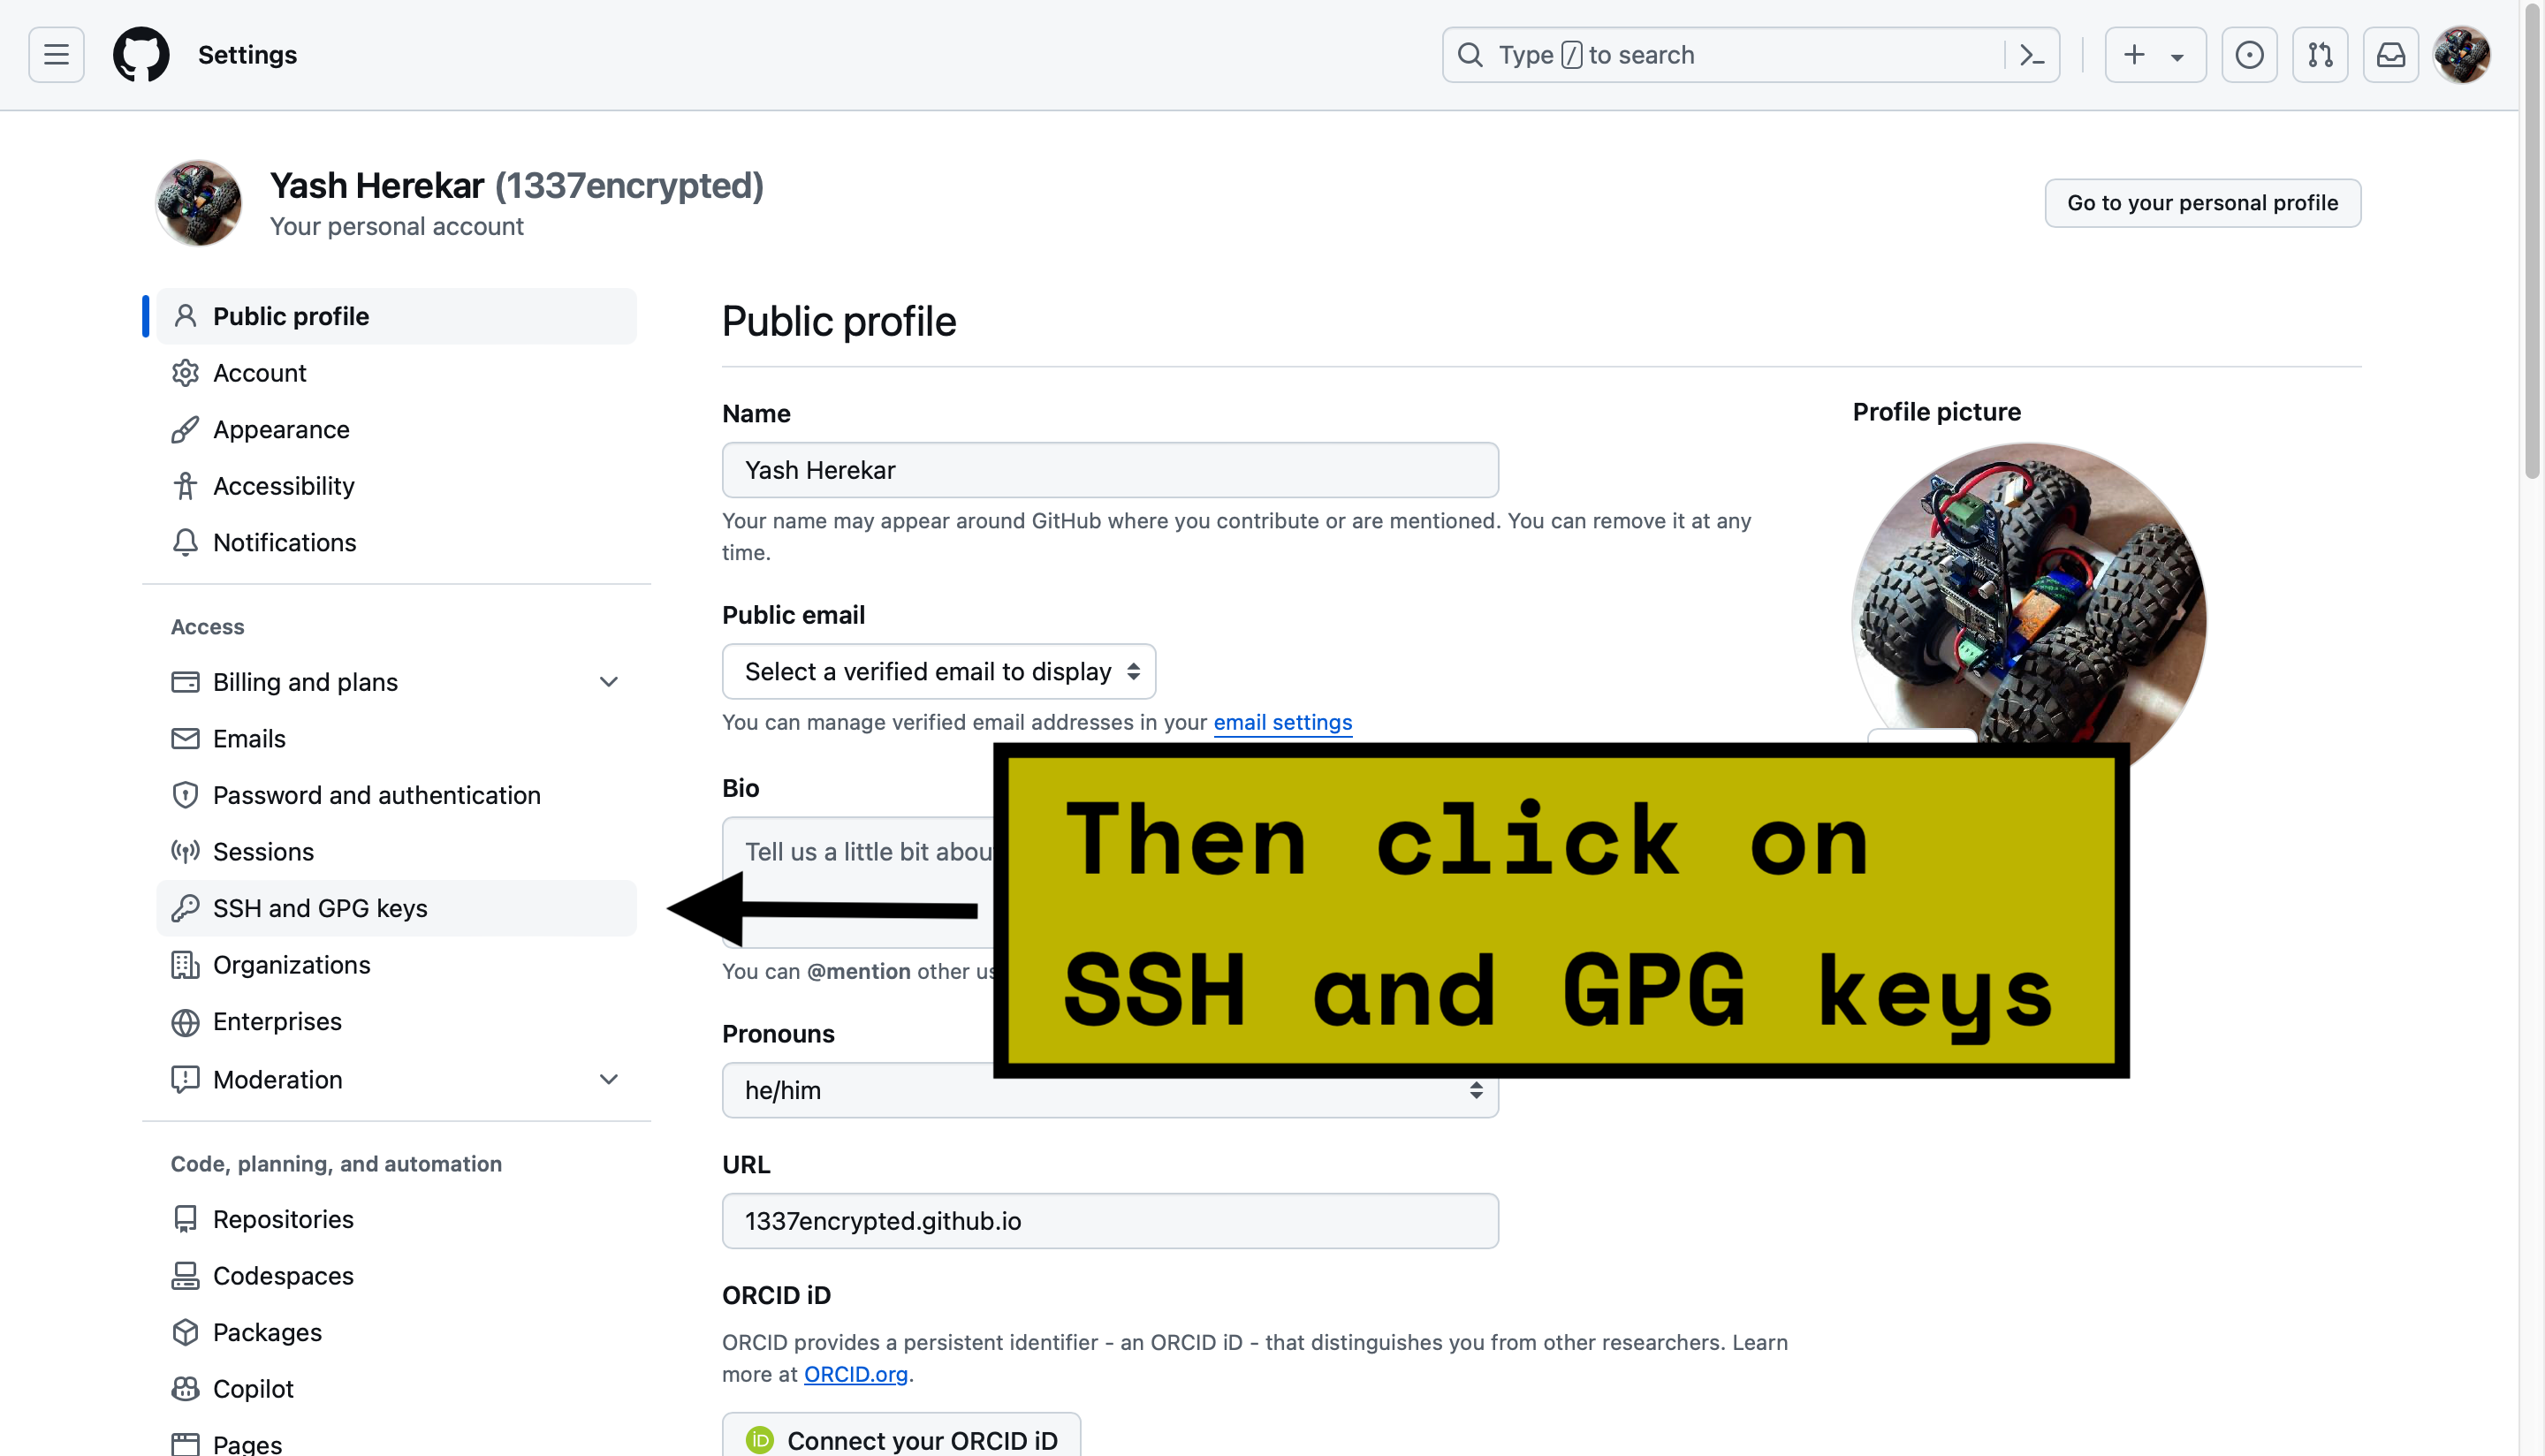 Settings
Type / to search
Yash Herekar (1337encrypted)
Your personal account
Go to your personal profile
Public profile
Account
Appearance
Accessibility
Notifications
Access
Billing and plans
Emails
Password and authentication
Sessions
SSH and GPG keys
Organizations
Enterprises
Moderation
Code, planning, and automation
Repositories
Codespaces
Packages
Copilot
Pages
Public profile
Name
Yash Herekar
Your name may appear around GitHub where you contribute or are mentioned. You can remove it at any
time.
Public email
Select a verified email to display
You can manage verified email addresses in your email settings
Bio
Tell us a little bit abou
You can @mention other us
Pronouns
he/him
URL
1337encrypted.github.io
ORCID iD
ORCID provides a persistent identifier - an ORCID iD - that distinguishes you from other researchers. Learn
more at ORCID.org.
iD Connect your ORCID iD
Profile picture
Then click on
SSH and GPG keys